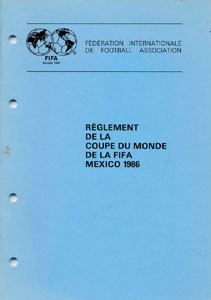 FÉDÉRATION INTERNATIONALE
DE FOOTBALL ASSOCIATION
FIFA
RÈGLEMENT
DE LA
COUPE DU MONDE
DE LA FIFA
MEXICO 1986